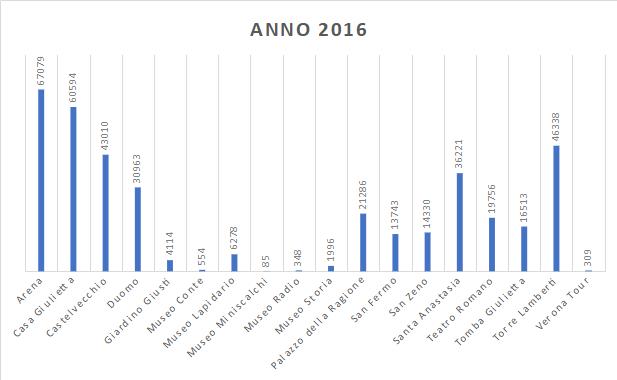 ANNO 2016
67079
60594
43010
30963
4114
554
6278
85
348
1996
21286
13743
14330
36221
19756
16513
46338
309
Arena
Casa Giulietta
Castelvecchio
Duomo
Giardino Giusti
Museo Conte
Museo Lapidario
Museo Miniscalchi
Museo Radio
Museo Storia
Palazzo della Ragione
San Fermo
San Zeno
Santa Anastasia
Teatro Romano
Tomba Giulietta
Torre Lamberti
Verona Tour